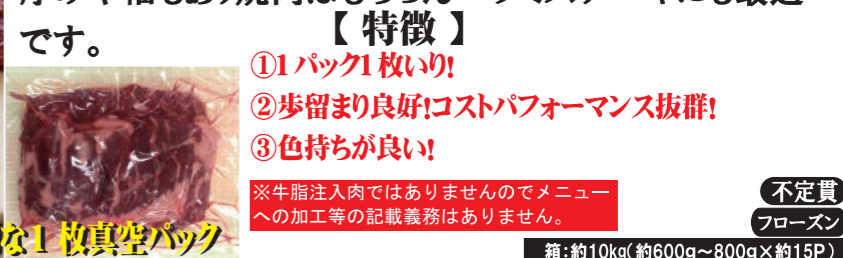 です。
【 特徴 】
①1パック1枚いり!
②歩留まり良好!コストパフォーマンス抜群!
③色持ちが良い!
※牛脂注入肉ではありませんのでメニュー
への加工等の記載義務はありません。
不定貫
フローズン
な1枚真空パック
箱:約10kg(約600g～800g×約15P)